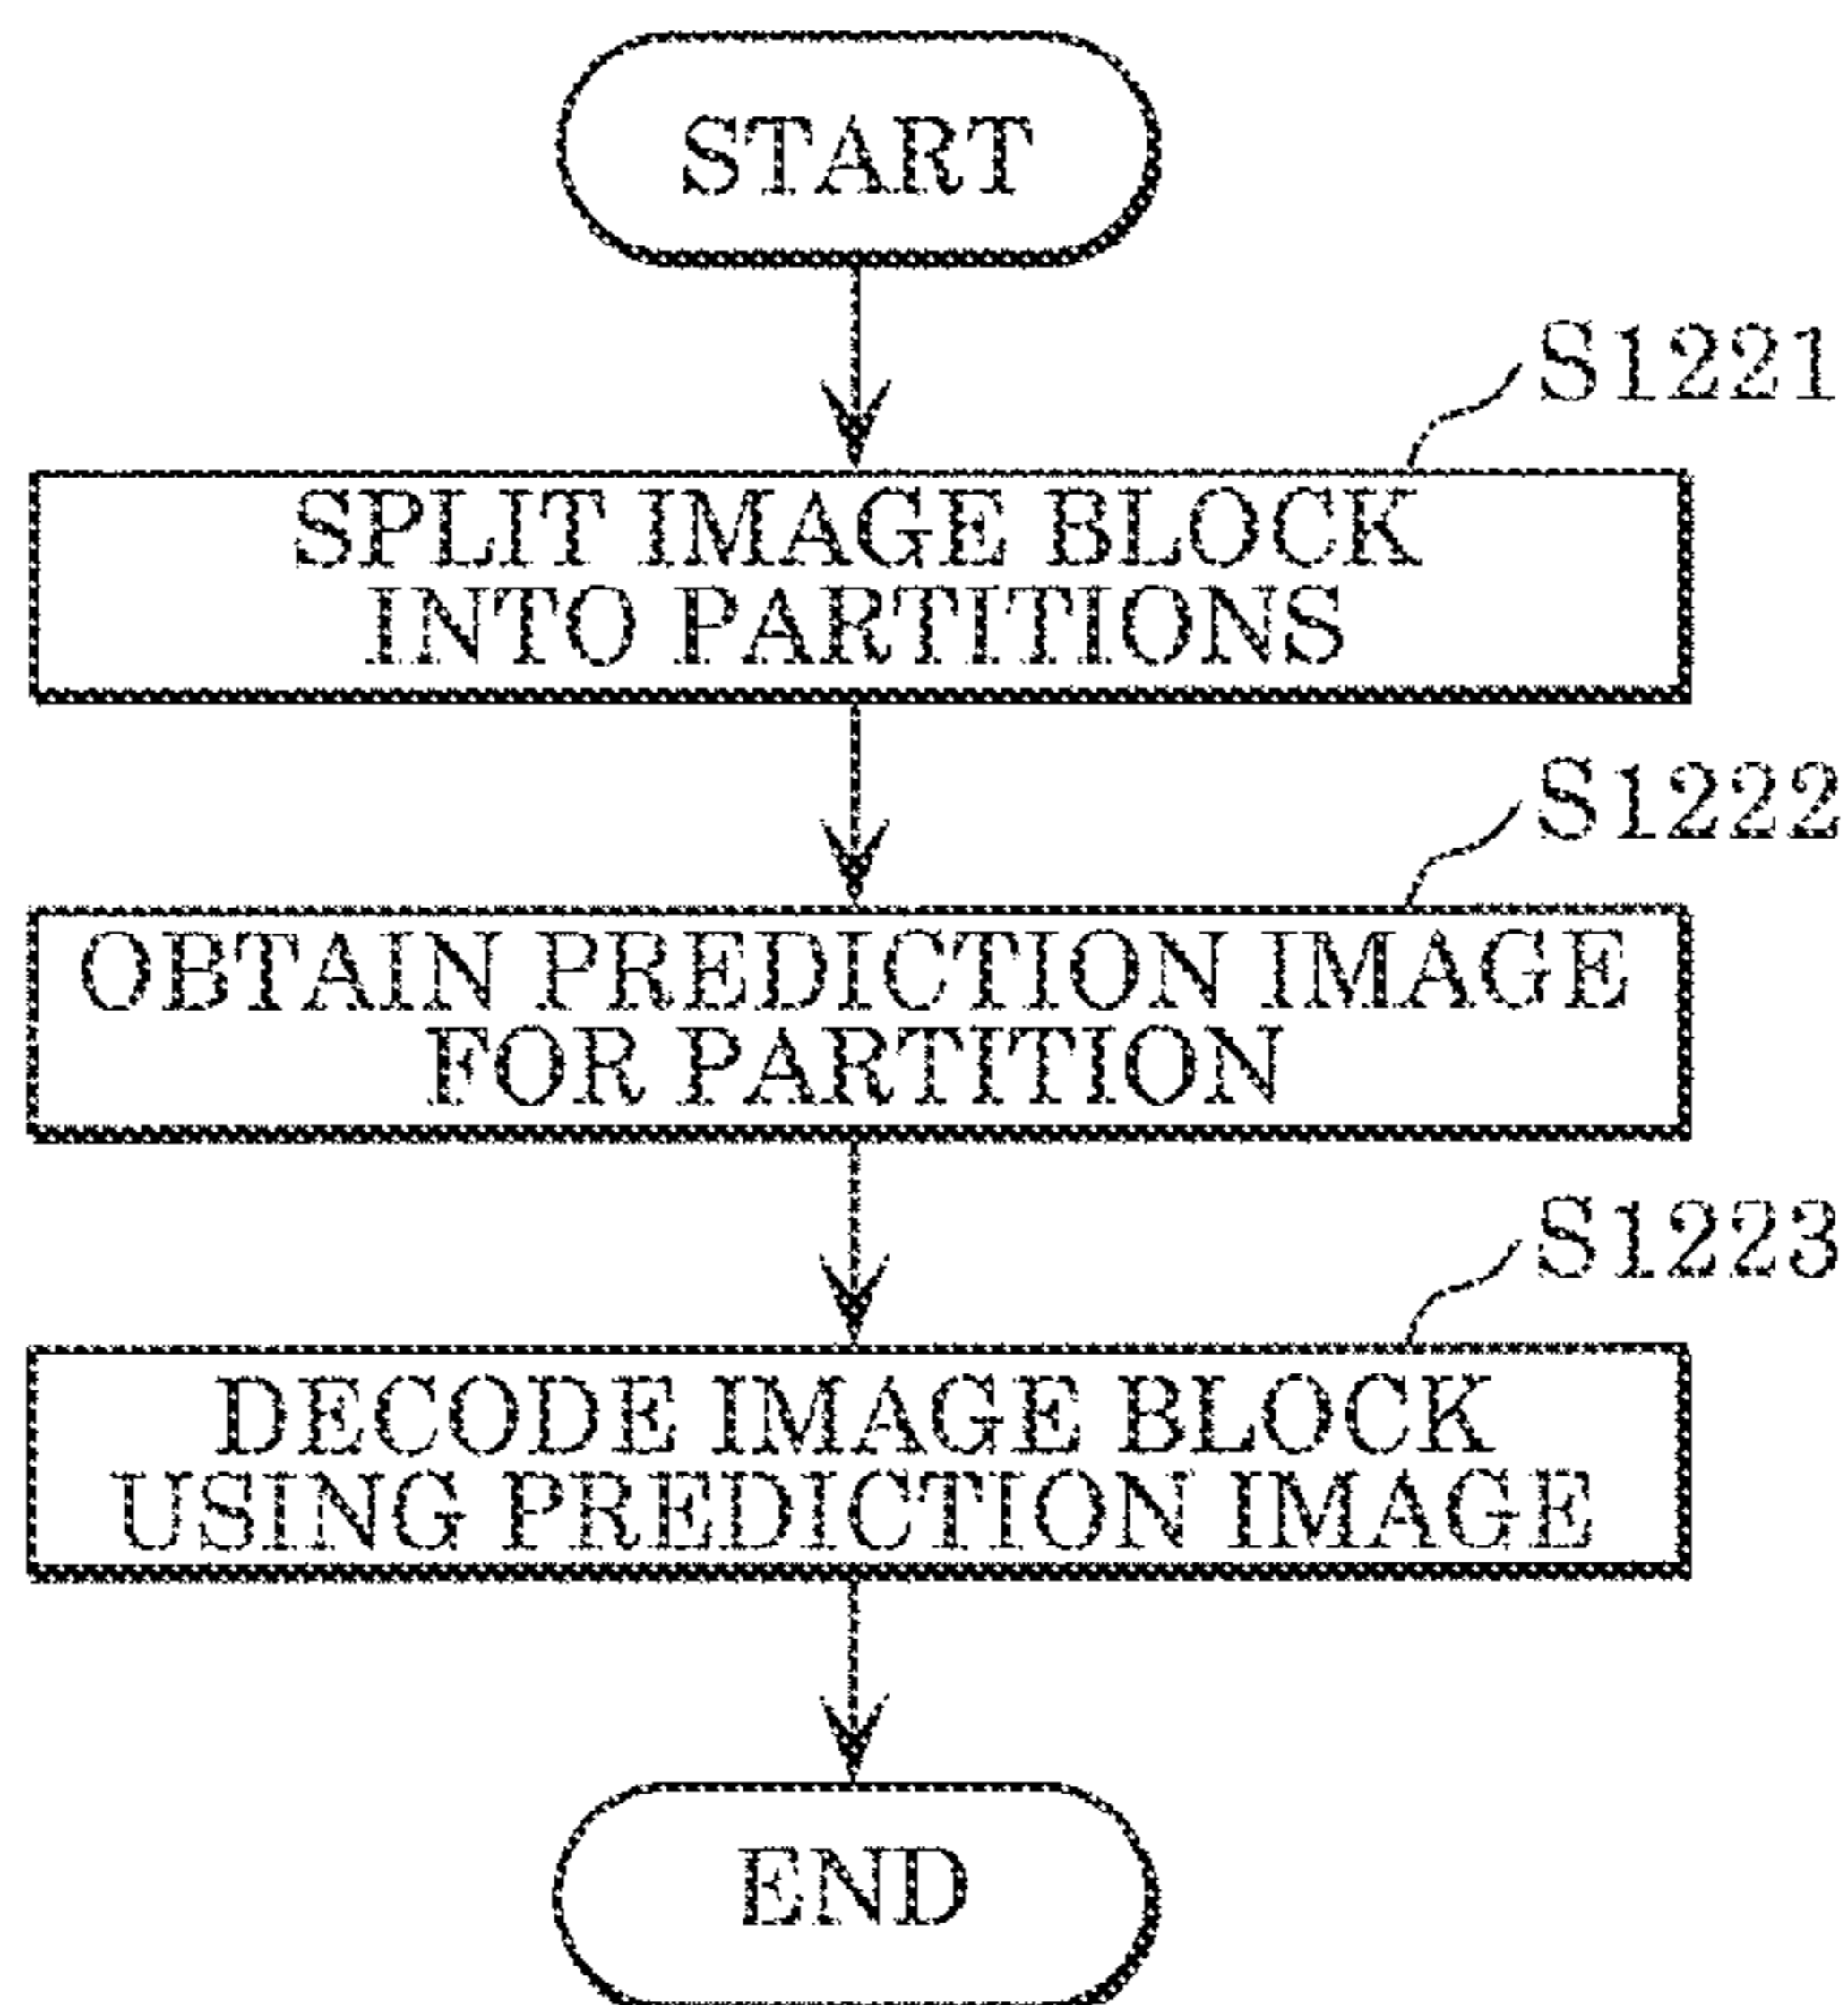 START
S1221
SPLIT IMAGE BLOCK
INTO PARTITIONS
S1222
OBTAIN PREDICTION IMAGE
FOR PARTITION
S1223
DECODE IMAGE BLOCK
USING PREDICTION IMAGE
END